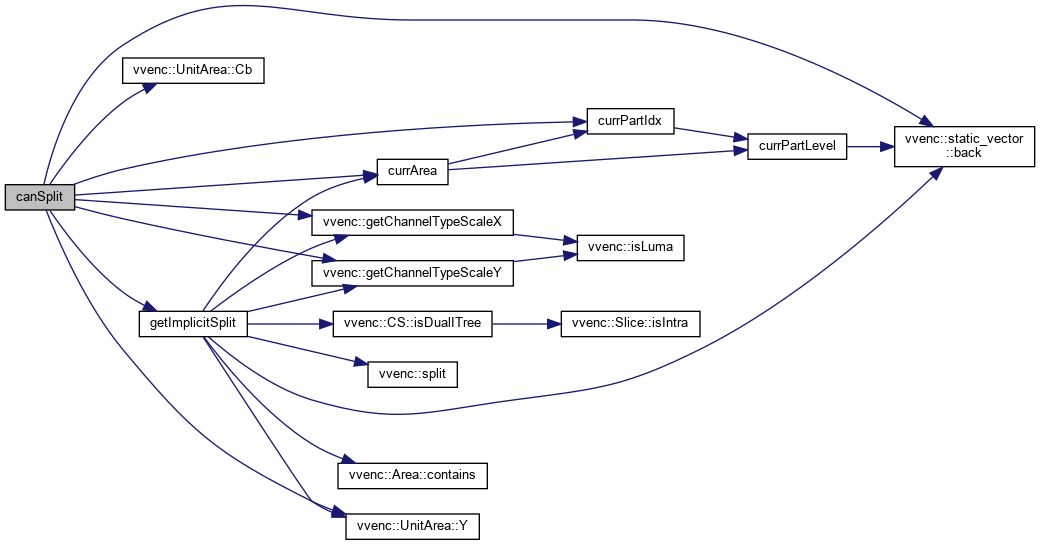 canSplit
vvenc::UnitArea::Cb
currPartIdx
currPartLevel
vvenc::static_vector
::back
currArea
vvenc::getChannelTypeScaleX
vvenc::isLuma
vvenc::getChannelTypeScaleY
getImplicitSplit
vvenc::CS::isDualITree
vvenc::Slice::isIntra
vvenc::split
vvenc::Area::contains
vvenc::UnitArea::Y